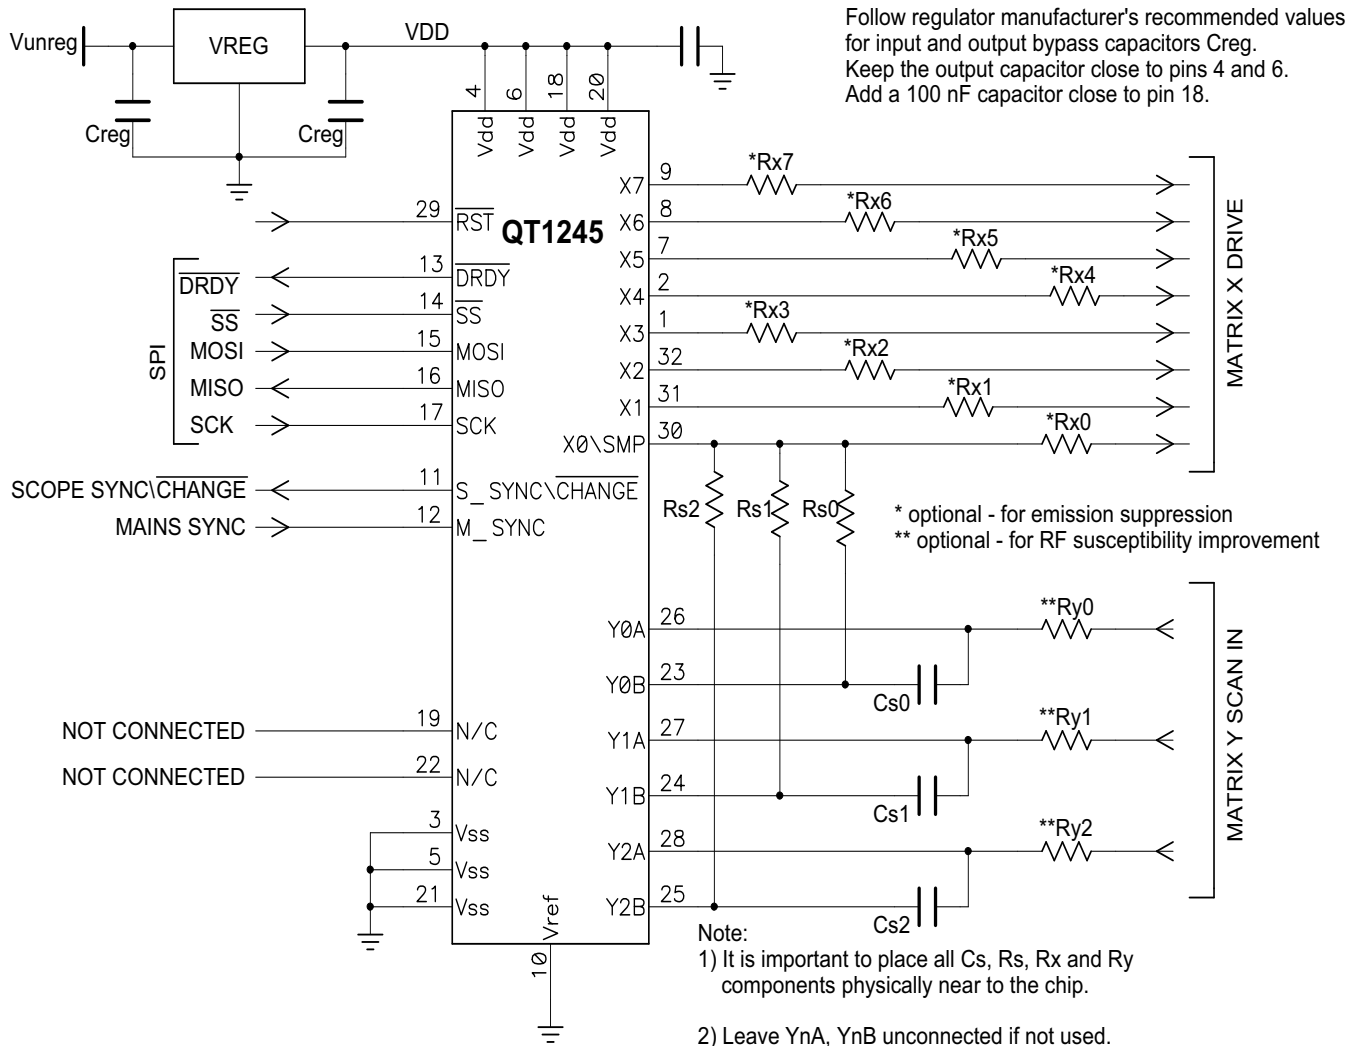 Follow regulator manufacturer's recommended values
for input and output bypass capacitors Creg.
Keep the output capacitor close to pins 4 and 6.
Add a 100 nF capacitor close to pin 18.
Vunreg
VREG
VDD
Creg
Creg
4
6
18
20
Vdd
Vdd
Vdd
Vdd
QT1245
29
RST
SPI
DRDY
13
DRDY
SS
14
SS
MOSI
15
MOSI
MISO
16
MISO
SCK
17
SCK
SCOPE SYNC\CHANGE
11
S_SYNC\CHANGE
MAINS SYNC
12
M_SYNC
NOT CONNECTED
19
N/C
NOT CONNECTED
22
N/C
3
Vss
5
Vss
21
Vss
Vref
10
X7
9
*Rx7
X6
8
*Rx6
X5
7
*Rx5
X4
2
*Rx4
X3
1
*Rx3
X2
32
*Rx2
X1
31
*Rx1
X0\SMP
30
*Rx0
MATRIX X DRIVE
Rs2
Rs1
Rs0
* optional - for emission suppression
** optional - for RF susceptibility improvement
Y0A
26
**Ry0
Y0B
23
Cs0
Y1A
27
**Ry1
Y1B
24
Cs1
Y2A
28
**Ry2
Y2B
25
Cs2
MATRIX Y SCAN IN
Note:
1) It is important to place all Cs, Rs, Rx and Ry
components physically near to the chip.
2) Leave YnA, YnB unconnected if not used.